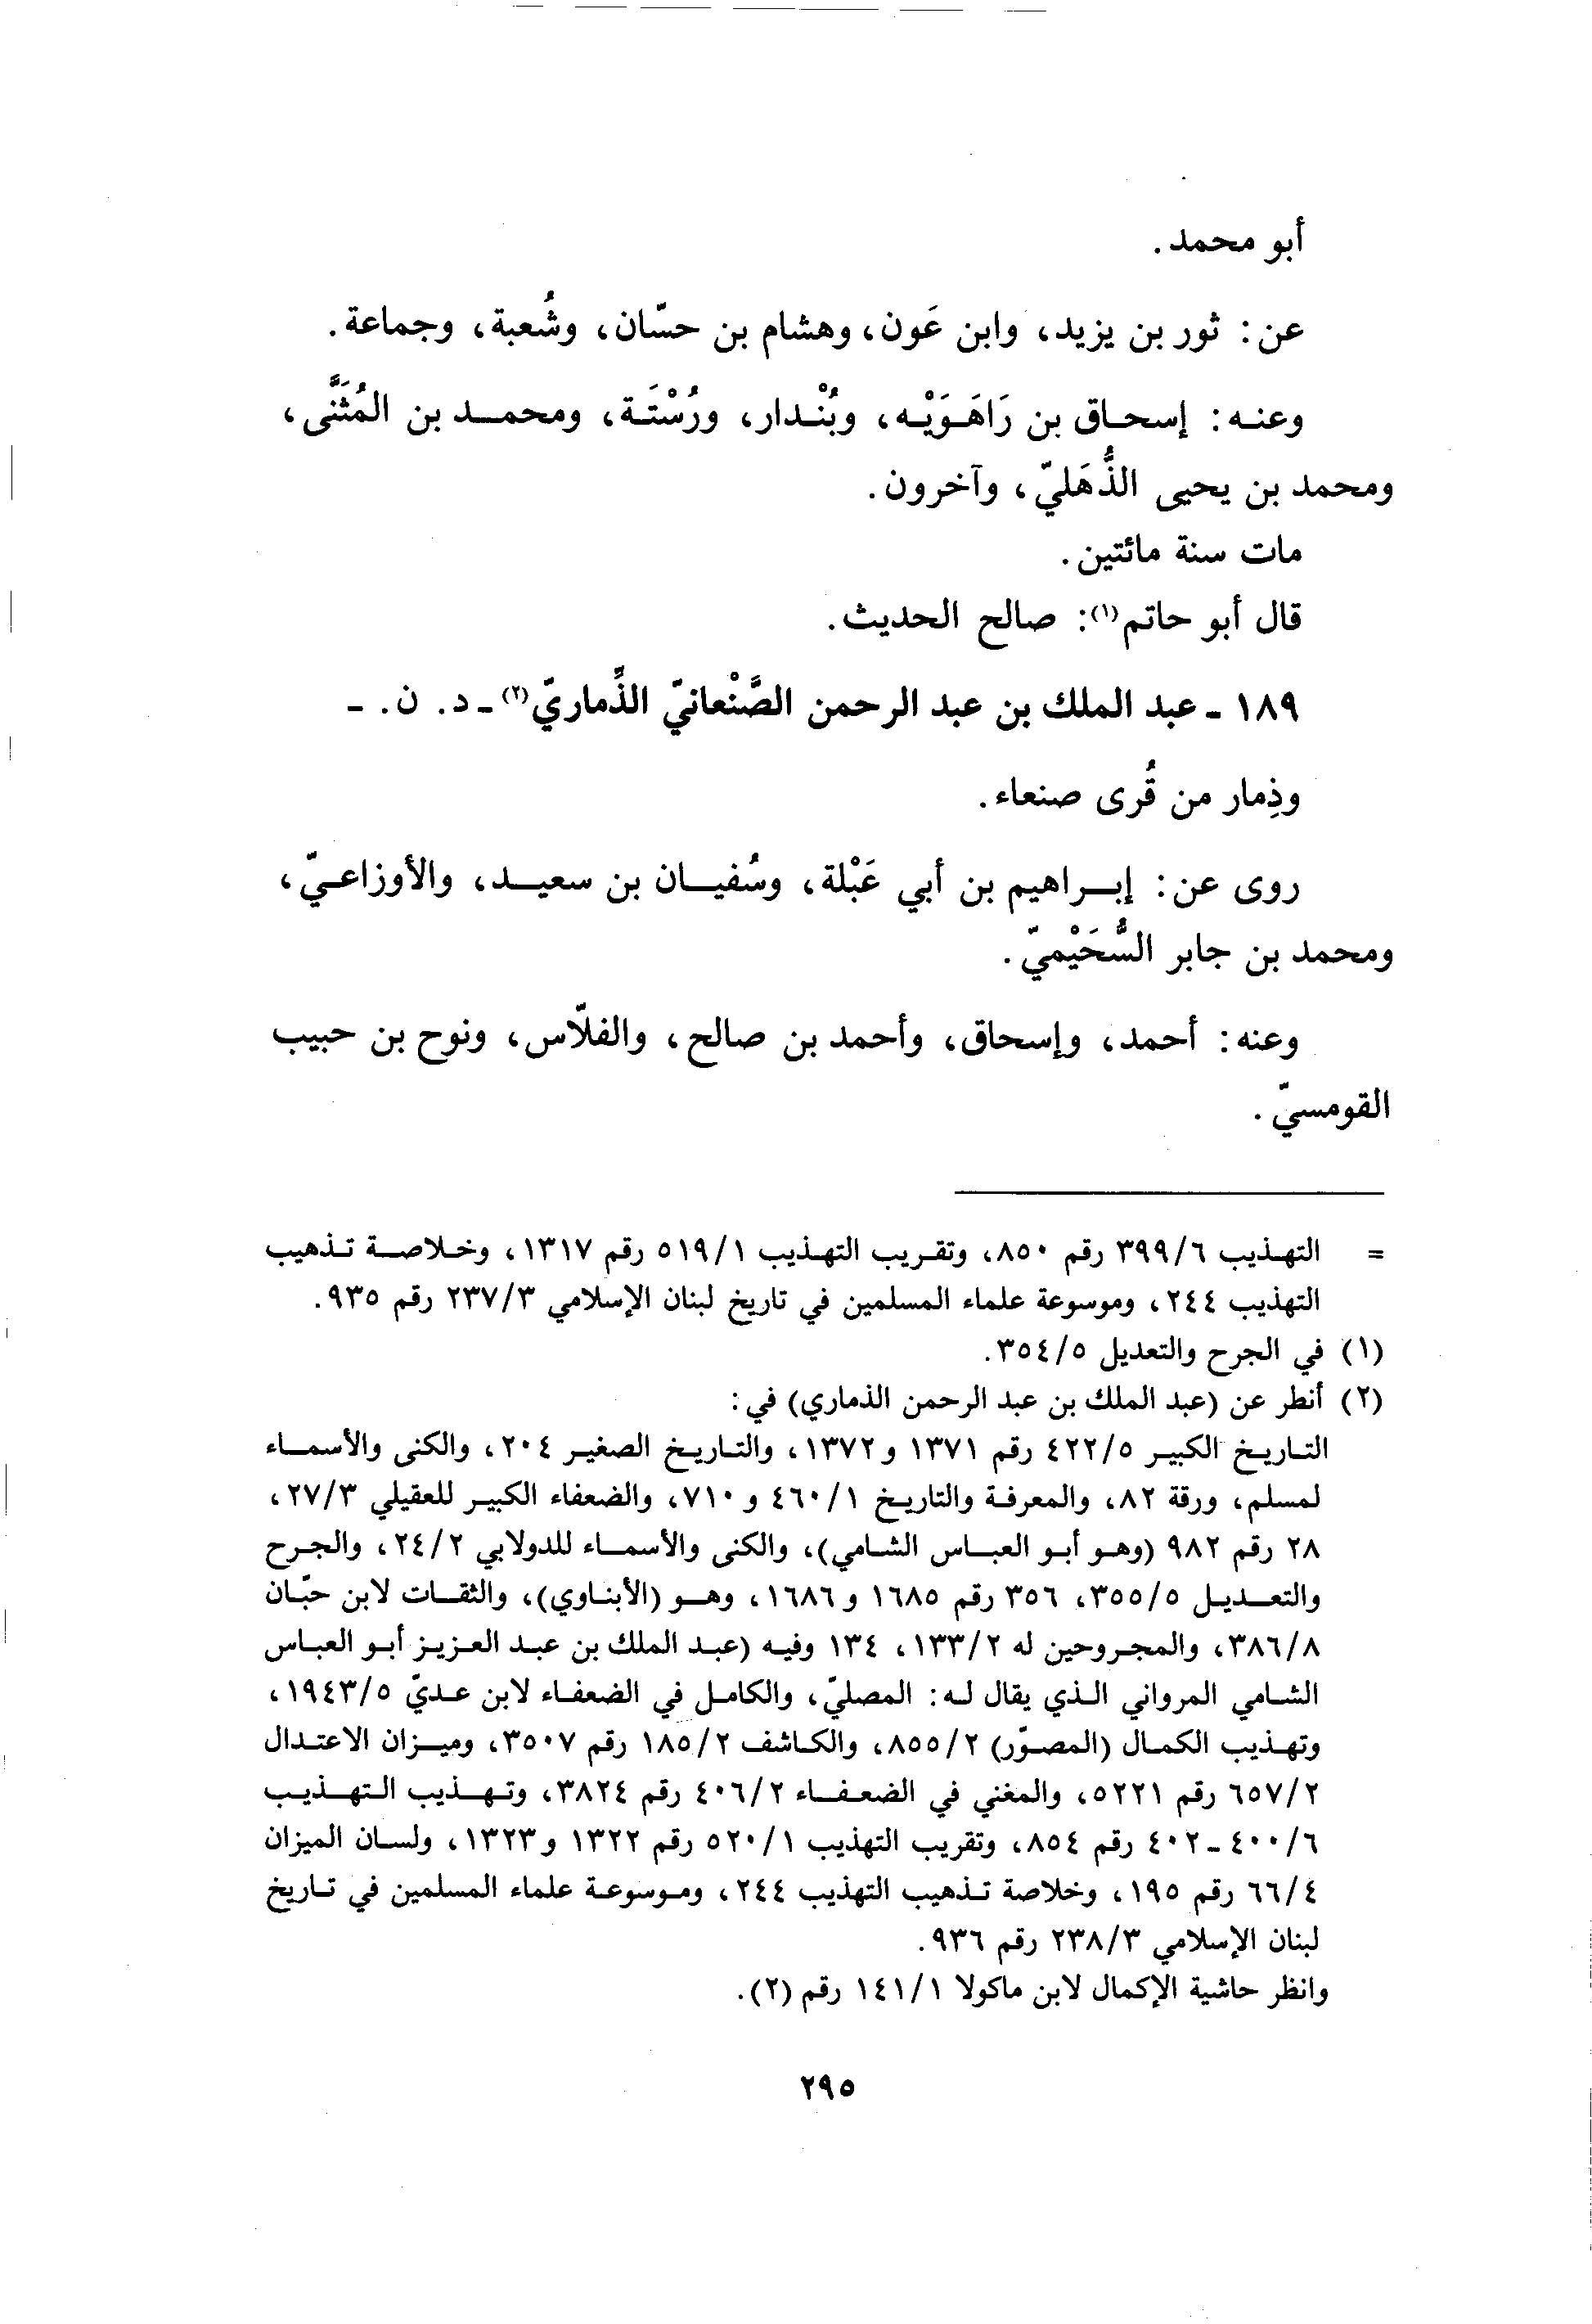 أبو محمد.
عن: ثور بن يزيد، وابن عَون، وهشام بن حسّان، وشُعبة، وجماعة.
وعنه: إسحاق بن رَاهَوَيْه، وبُنْدار، ورُسْتَة، ومحمد بن المُثَنَّى،
ومحمد بن يحيى الذُّهَليّ، وآخرون.
مات سنة مائتين.
قال أبو حاتم(١): صالح الحديث.
١٨٩ - عبد الملك بن عبد الرحمن الصَّنْعانيّ الذِّماريّ(٢) - د. ن. -
وذِمار من قُرى صنعاء.
روى عن: إبراهيم بن أبي عَبْلة، وسُفيان بن سعيد، والأوزاعيّ،
ومحمد بن جابر السُّحَيْميّ.
وعنه: أحمد، وإسحاق، وأحمد بن صالح، والفلّاس، ونوح بن حبيب
القومسيّ.
= التهذيب ٣٩٩/٦ رقم ٨٥٠، وتقريب التهذيب ٥١٩/١ رقم ١٣١٧، وخلاصة تذهيب
التهذيب ٢٤٤، وموسوعة علماء المسلمين في تاريخ لبنان الإسلامي ٢٣٧/٣ رقم ٩٣٥.
(١) في الجرح والتعديل ٣٥٤/٥.
(٢) أنظر عن (عبد الملك بن عبد الرحمن الذماري) في:
التاريخ الكبير ٤٢٢/٥ رقم ١٣٧١ و١٣٧٢، والتاريخ الصغير ٢٠٤، والكنى والأسماء
لمسلم، ورقة ٨٢، والمعرفة والتاريخ ٤٦٠/١ و ٧١٠، والضعفاء الكبير للعقيلي ٢٧/٣،
٢٨ رقم ٩٨٢ (وهو أبو العباس الشامي)، والكنى والأسماء للدولابي ٢٤/٢، والجرح
والتعديل ٣٥٥/٥، ٣٥٦ رقم ١٦٨٥ و ١٦٨٦، وهو (الأبناوي)، والثقات لابن حبّان
٣٨٦/٨، والمجروحين له ١٣٣/٢، ١٣٤ وفيه (عبد الملك بن عبد العزيز أبو العباس
الشامي المرواني الذي يقال له: المصليّ، والكامل في الضعفاء لابن عديّ ١٩٤٣/٥،
وتهذيب الكمال (المصوّر) ٨٥٥/٢، والكاشف ١٨٥/٢ رقم ٣٥٠٧، وميزان الاعتدال
٦٥٧/٢ رقم ٥٢٢١، والمغني في الضعفاء ٤٠٦/٢ رقم ٣٨٢٤، وتهذيب التهذيب
٤٠٠/٦ - ٤٠٢ رقم ٨٥٤، وتقريب التهذيب ٥٢٠/١ رقم ١٣٢٢ و١٣٢٣، ولسان الميزان
٦٦/٤ رقم ١٩٥، وخلاصة تذهيب التهذيب ٢٤٤، وموسوعة علماء المسلمين في تاريخ
لبنان الإسلامي ٢٣٨/٣ رقم ٩٣٦.
وانظر حاشية الإكمال لابن ماكولا ١٤١/١ رقم (٢).
٢٩٥